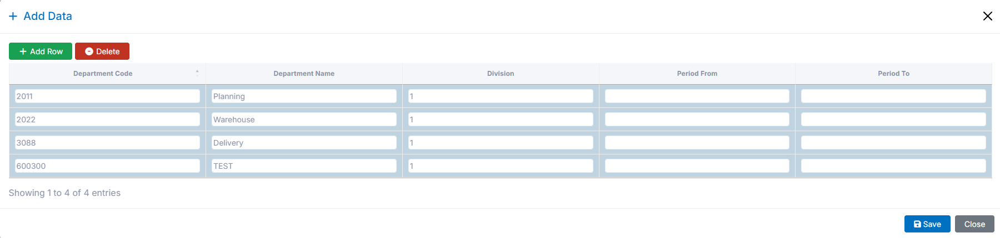 Add Data
Add Row Delete
Department Code Department Name Division Period From Period To
2011 Planning 1
2022 Warehouse 1
3088 Delivery 1
600300 TEST 1
Showing 1 to 4 of 4 entries
Save Close